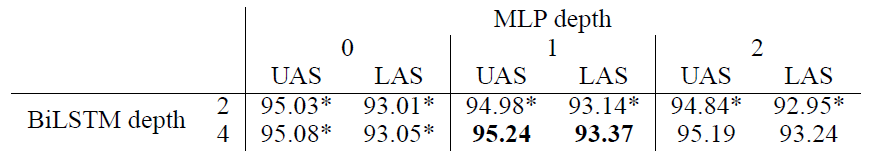 MLP depth
0 1 2
UAS LAS UAS LAS UAS LAS
BiLSTM depth 2 95.03* 93.01* 94.98* 93.14* 94.84* 92.95*
4 95.08* 93.05* 95.24 93.37 95.19 93.24